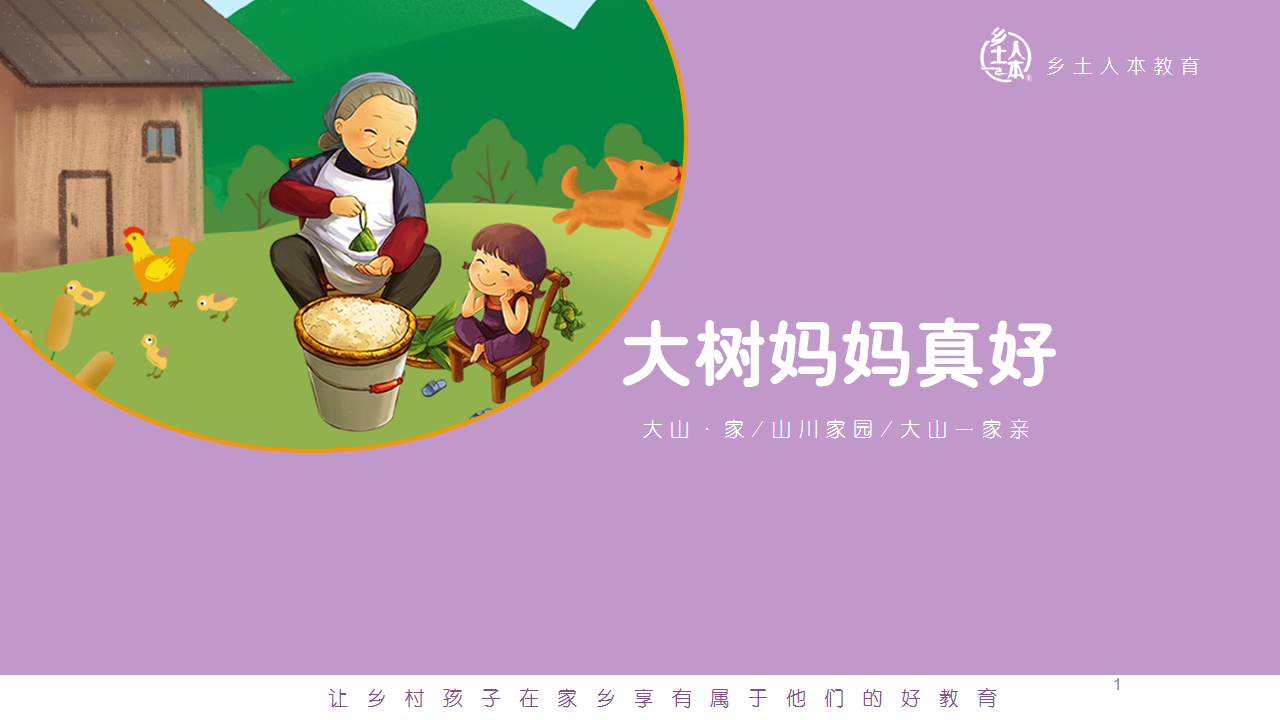 乡土人本
乡土人本教育
大树妈妈真好
大山·家/山川家园/大山一家亲
让乡村孩子在家乡享有属于他们的好教育
1